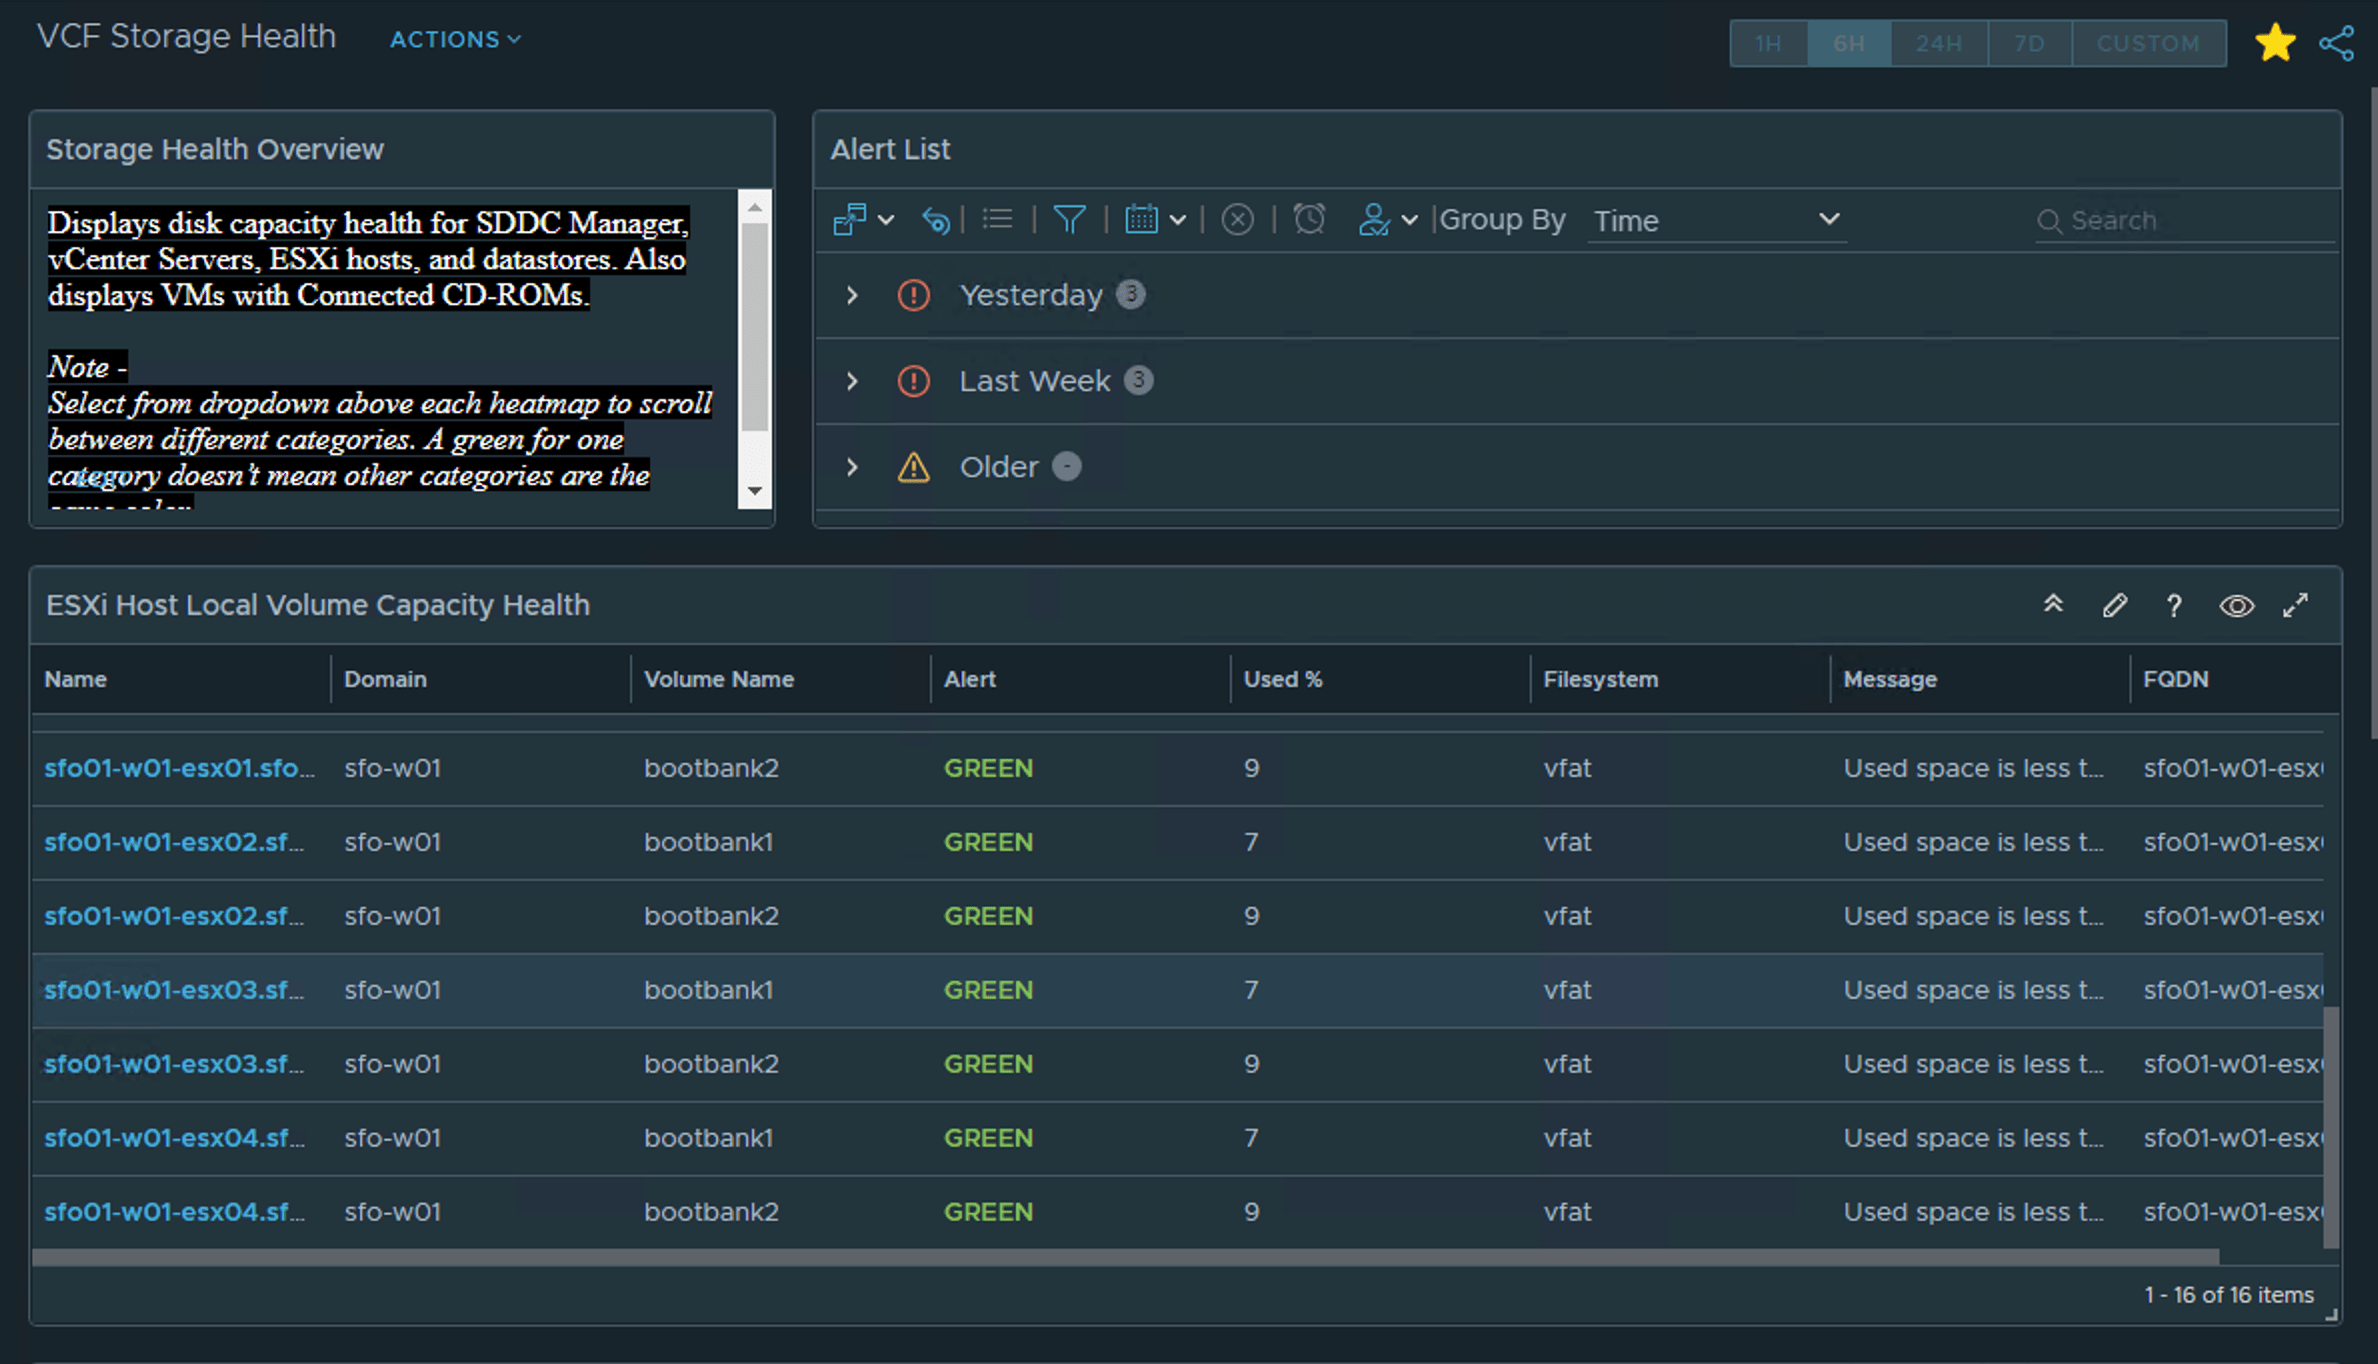 VCF Storage Health ACTIONS 1H 6H 24H 7D CUSTOM
Storage Health Overview
Displays disk capacity health for SDDC Manager,
vCenter Servers, ESXi hosts, and datastores. Also
displays VMs with Connected CD-ROMs.
Note -
Select from dropdown above each heatmap to scroll
between different categories. A green for one
category doesn't mean other categories are the
same color.
Alert List
Group By Time Search
Yesterday 3
Last Week 3
Older -
ESXi Host Local Volume Capacity Health
Name Domain Volume Name Alert Used % Filesystem Message FQDN
sfo01-w01-esx01.sfo... sfo-w01 bootbank2 GREEN 9 vfat Used space is less t... sfo01-w01-esx
sfo01-w01-esx02.sf... sfo-w01 bootbank1 GREEN 7 vfat Used space is less t... sfo01-w01-esx
sfo01-w01-esx02.sf... sfo-w01 bootbank2 GREEN 9 vfat Used space is less t... sfo01-w01-esx
sfo01-w01-esx03.sf... sfo-w01 bootbank1 GREEN 7 vfat Used space is less t... sfo01-w01-esx
sfo01-w01-esx03.sf... sfo-w01 bootbank2 GREEN 9 vfat Used space is less t... sfo01-w01-esx
sfo01-w01-esx04.sf... sfo-w01 bootbank1 GREEN 7 vfat Used space is less t... sfo01-w01-esx
sfo01-w01-esx04.sf... sfo-w01 bootbank2 GREEN 9 vfat Used space is less t... sfo01-w01-esx
1 - 16 of 16 items